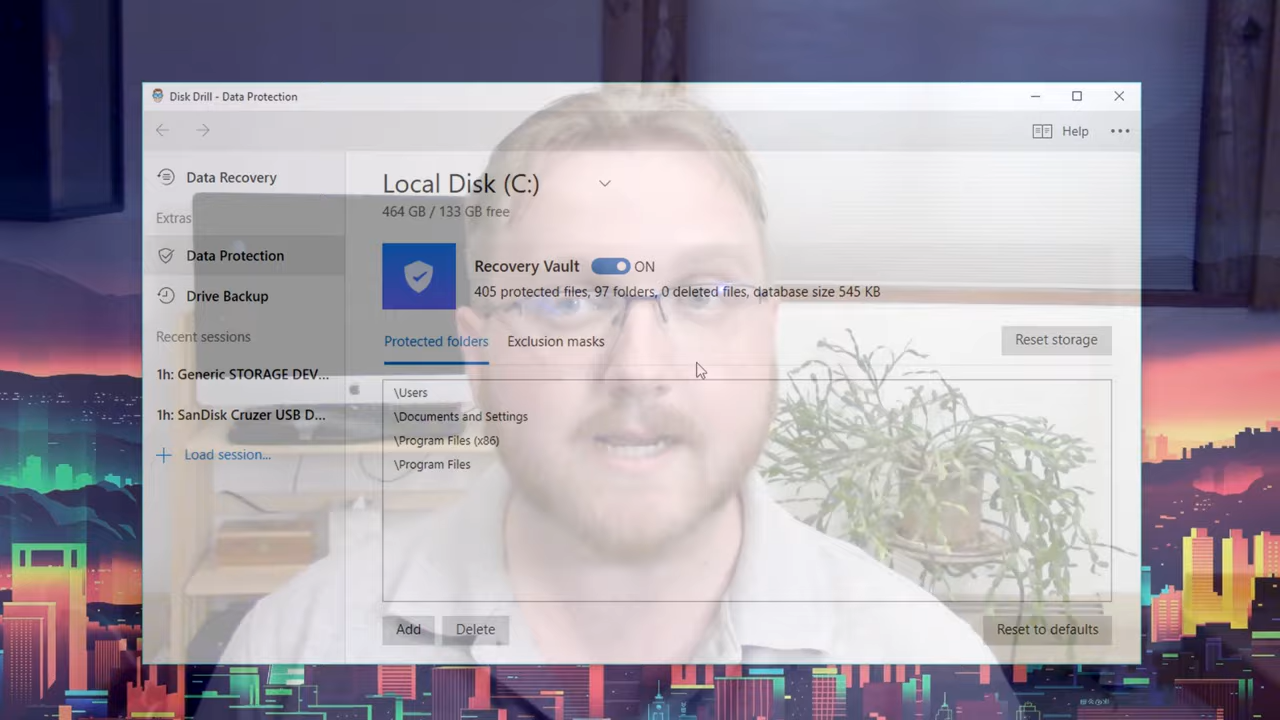 Disk Drill - Data Protection
Help
Data Recovery
Extras
Data Protection
Drive Backup
Recent sessions
1h: Generic STORAGE DEV...
1h: SanDisk Cruzer USB D...
Load session...
Local Disk (C:)
464 GB / 133 GB free
Recovery Vault
ON
405 protected files, 97 folders, 0 deleted files, database size 545 KB
Protected folders
Exclusion masks
Reset storage
\Users
\Documents and Settings
\Program Files (x86)
\Program Files
Add
Delete
Reset to defaults